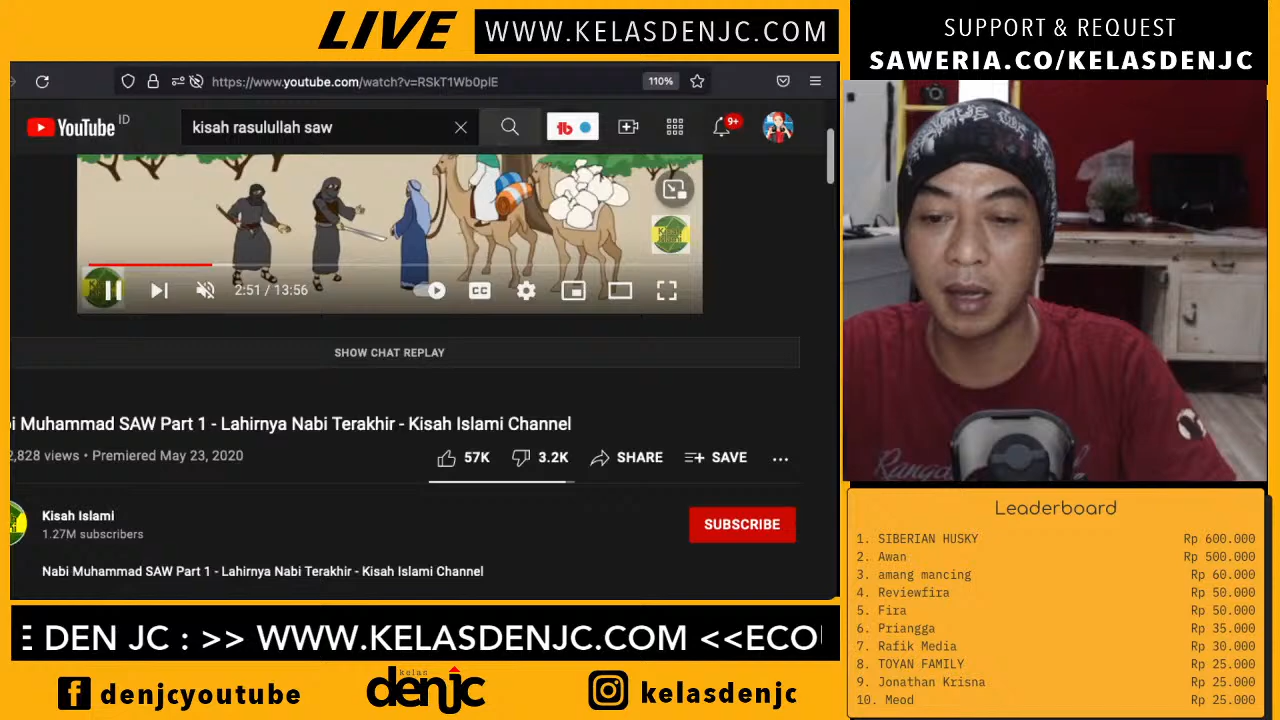 LIVE
WWW.KELASDENJC.COM
SUPPORT & REQUEST
SAWERIA.CO/KELASDENJC
https://www.youtube.com/watch?v=RSkT1Wb0plE
110%
YouTube ID
kisah rasulullah saw
9+
2:51 / 13:56
CC
SHOW CHAT REPLAY
i Muhammad SAW Part 1 - Lahirnya Nabi Terakhir - Kisah Islami Channel
2,828 views • Premiered May 23, 2020
57K
3.2K
SHARE
SAVE
Kisah Islami
1.27M subscribers
SUBSCRIBE
Nabi Muhammad SAW Part 1 - Lahirnya Nabi Terakhir - Kisah Islami Channel
Leaderboard
1. SIBERIAN HUSKY Rp 600.000
2. Awan Rp 500.000
3. amang mancing Rp 60.000
4. Reviewfira Rp 50.000
5. Fira Rp 50.000
6. Priangga Rp 35.000
7. Rafik Media Rp 30.000
8. TOYAN FAMILY Rp 25.000
9. Jonathan Krisna Rp 25.000
10. Meod Rp 25.000
E DEN JC : >> WWW.KELASDENJC.COM <<ECOU
denjcyoutube
kelas
denjc
kelasdenjc